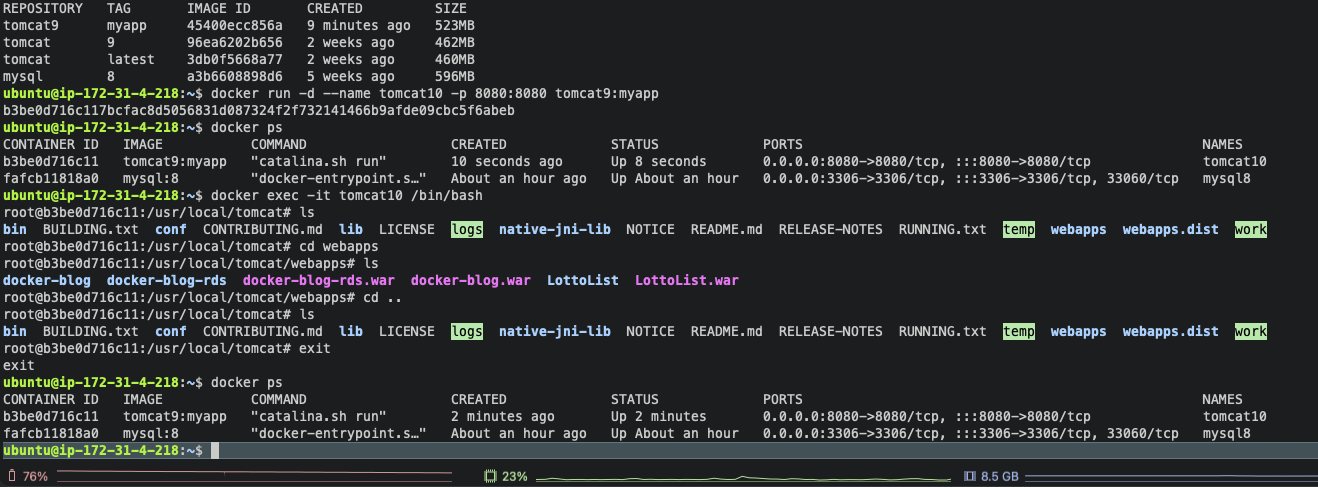 REPOSITORY   TAG       IMAGE ID       CREATED         SIZE
tomcat9      myapp     45400ecc856a   9 minutes ago   523MB
tomcat       9         96ea6202b656   2 weeks ago     462MB
tomcat       latest    3db0f5668a77   2 weeks ago     460MB
mysql        8         a3b6608898d6   5 weeks ago     596MB
ubuntu@ip-172-31-4-218:~$ docker run -d --name tomcat10 -p 8080:8080 tomcat9:myapp
b3be0d716c117bcfac8d5056831d087324f2f732141466b9afde09cbc5f6abeb
ubuntu@ip-172-31-4-218:~$ docker ps
CONTAINER ID   IMAGE           COMMAND                  CREATED             STATUS             PORTS                                                  NAMES
b3be0d716c11   tomcat9:myapp   "catalina.sh run"        10 seconds ago      Up 8 seconds       0.0.0.0:8080->8080/tcp, :::8080->8080/tcp              tomcat10
fafcb11818a0   mysql:8         "docker-entrypoint.s…"   About an hour ago   Up About an hour   0.0.0.0:3306->3306/tcp, :::3306->3306/tcp, 33060/tcp   mysql8
ubuntu@ip-172-31-4-218:~$ docker exec -it tomcat10 /bin/bash
root@b3be0d716c11:/usr/local/tomcat# ls
bin  BUILDING.txt  conf  CONTRIBUTING.md  lib  LICENSE  logs  native-jni-lib  NOTICE  README.md  RELEASE-NOTES  RUNNING.txt  temp  webapps  webapps.dist  work
root@b3be0d716c11:/usr/local/tomcat# cd webapps
root@b3be0d716c11:/usr/local/tomcat/webapps# ls
docker-blog  docker-blog-rds  docker-blog-rds.war  docker-blog.war  LottoList  LottoList.war
root@b3be0d716c11:/usr/local/tomcat/webapps# cd ..
root@b3be0d716c11:/usr/local/tomcat# ls
bin  BUILDING.txt  conf  CONTRIBUTING.md  lib  LICENSE  logs  native-jni-lib  NOTICE  README.md  RELEASE-NOTES  RUNNING.txt  temp  webapps  webapps.dist  work
root@b3be0d716c11:/usr/local/tomcat# exit
exit
ubuntu@ip-172-31-4-218:~$ docker ps
CONTAINER ID   IMAGE           COMMAND                  CREATED             STATUS             PORTS                                                  NAMES
b3be0d716c11   tomcat9:myapp   "catalina.sh run"        2 minutes ago       Up 2 minutes       0.0.0.0:8080->8080/tcp, :::8080->8080/tcp              tomcat10
fafcb11818a0   mysql:8         "docker-entrypoint.s…"   About an hour ago   Up About an hour   0.0.0.0:3306->3306/tcp, :::3306->3306/tcp, 33060/tcp   mysql8
ubuntu@ip-172-31-4-218:~$
76% 23% 8.5 GB